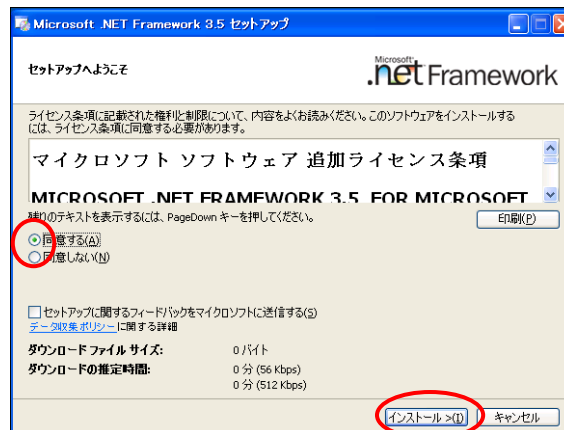 Microsoft .NET Framework 3.5 セットアップ
セットアップへようこそ
Microsoft
.net Framework
ライセンス条項に記載された権利と制限について、内容をよくお読みください。このソフトウェアをインストールする
には、ライセンス条項に同意する必要があります。
マイクロソフト ソフトウェア 追加ライセンス条項
MICROSOFT .NET FRAMEWORK 3.5 FOR MICROSOFT
残りのテキストを表示するには、PageDown キーを押してください。
印刷(P)
同意する(A)
同意しない(N)
セットアップに関するフィードバックをマイクロソフトに送信する(S)
データ収集ポリシーに関する詳細
ダウンロード ファイル サイズ: 0 バイト
ダウンロードの推定時間: 0 分 (56 Kbps)
0 分 (512 Kbps)
インストール >(I)
キャンセル